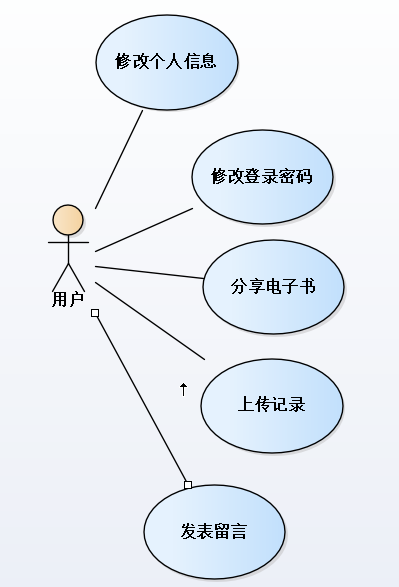 修改个人信息
修改登录密码
分享电子书
用户
上传记录
发表留言